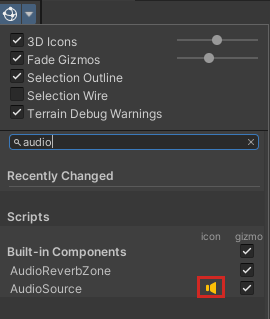 3D Icons
Fade Gizmos
Selection Outline
Selection Wire
Terrain Debug Warnings
audio
Recently Changed
Scripts
icon gizmo
Built-in Components
AudioReverbZone
AudioSource